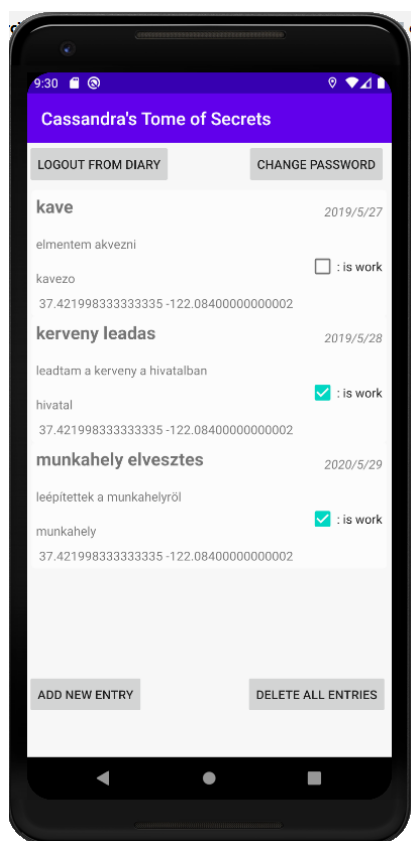 9:30
Cassandra's Tome of Secrets
LOGOUT FROM DIARY CHANGE PASSWORD
kave 2019/5/27
elmentem akvezni
: is work
kavezo
37.421998333333335 -122.08400000000002
kerveny leadas 2019/5/28
leadtam a kerveny a hivatalban
: is work
hivatal
37.421998333333335 -122.08400000000002
munkahely elvesztes 2020/5/29
leépítettek a munkahelyröl
: is work
munkahely
37.421998333333335 -122.08400000000002
ADD NEW ENTRY DELETE ALL ENTRIES